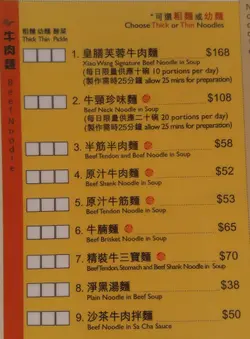 "可選粗麵或幼麵
Choose Thick or Thin Noodles
牛肉麵
Beef Noodle
粗麵 幼麵 酸菜
Thick Thin Pickle
1. 皇膳芙蓉牛肉麵 $168
Xiao Wang Signature Beef Noodle in Soup
(每日限量供應十碗 10 portions per day)
(製作需時25分鐘 allow 25 mins for preparation)
2. 牛頸珍味麵 $108
Beef Neck Noodle in Soup
(每日限量供應二十碗 20 portions per day)
(製作需時25分鐘 allow 25 mins for preparation)
3. 半筋半肉麵 $58
Beef Tendon and Beef Noodle in Soup
4. 原汁牛肉麵 $52
Beef Shank Noodle in Soup
5. 原汁牛筋麵 $53
Beef Tendon Noodle in Soup
6. 牛腩麵 $65
Beef Brisket Noodle in Soup
7. 精裝牛三寶麵 $70
Beef Tendon, Stomach and Beef Shank Noodle in Soup
8. 淨黑湯麵 $38
Plain Noodle in Beef Soup
9. 沙茶牛肉拌麵 $50
Beef Noodle in Sa Cha Sauce